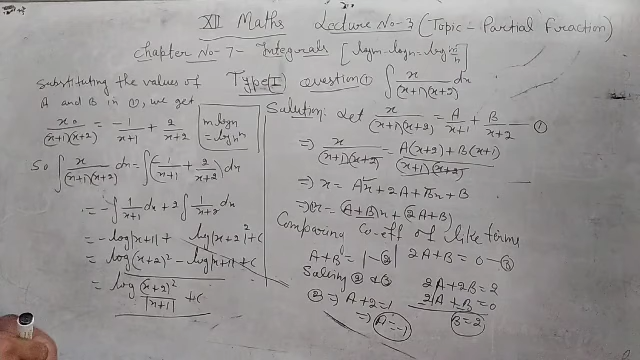 XII Maths Lecture No-3 (Topic - Partial Fraction)
Chapter No-7- Integrals [logm - logn = log m/n]
Type(I) question ① ∫ x/((x+1)(x+2)) dx
Solution: Let x/((x+1)(x+2)) = A/(x+1) + B/(x+2) — ①
⇒ x/((x+1)(x+2)) = (A(x+2)+B(x+1))/((x+1)(x+2))
⇒ x = Ax + 2A + Bx + B
⇒ x = (A+B)x + (2A+B)
Comparing Co-eff of like terms
A+B = 1 - ② 2A+B = 0 - ③
Solving ② & ③
2A + 2B = 2
2A + B = 0
B = 2
② ⇒ A+2 = 1
⇒ A = -1
Substituting the values of
A and B in ①, we get
x/((x+1)(x+2)) = -1/(x+1) + 2/(x+2)
m logn
= log n^m
So ∫ x/((x+1)(x+2)) dx = ∫(-1/(x+1) + 2/(x+2)) dx
= -∫ 1/(x+1) dx + 2∫ 1/(x+2) dx
= -log|x+1| + log|x+2|² + c
= log(x+2)² - log|x+1| + c
= log (x+2)²/|x+1| + c